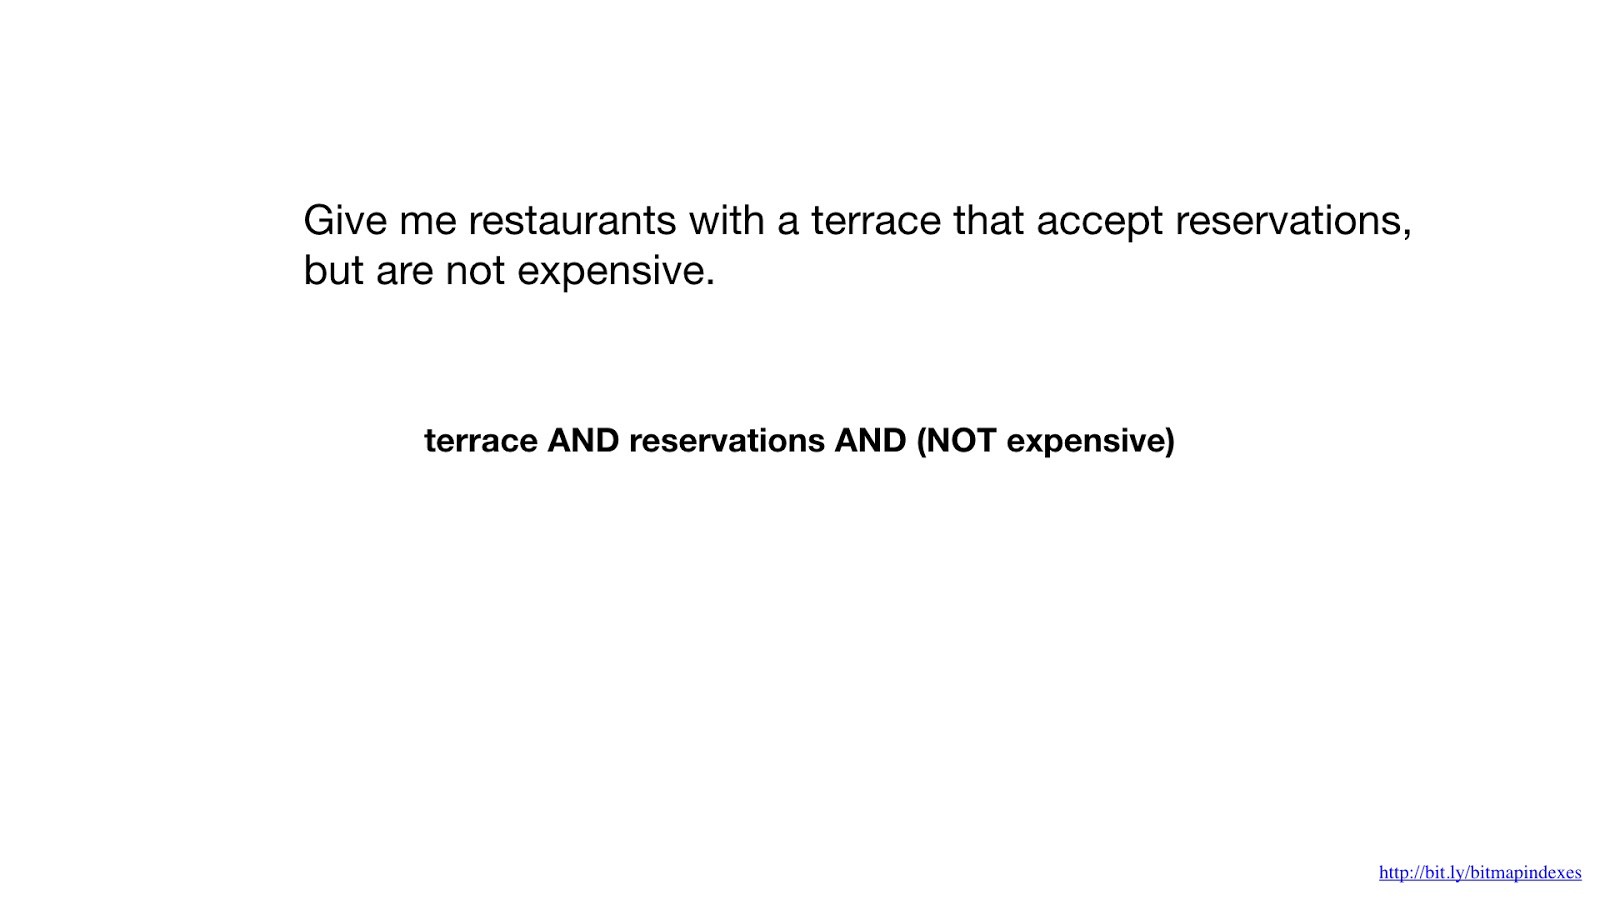 Give me restaurants with a terrace that accept reservations,
but are not expensive.
terrace AND reservations AND (NOT expensive)
http://bit.ly/bitmapindexes